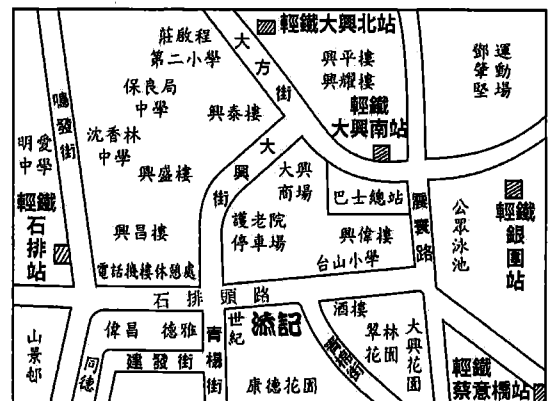 輕鐵大興北站
莊啟程
第二小學
大方街
興平樓
興耀樓
運動場
鄧肇堅
保良局
中學
鳴發街
興泰樓
輕鐵
大興南站
沈香林
中學
明愛
中學
大興街
大興
商場
興盛樓
巴士總站
輕鐵
石排站
護老院
停車場
公眾泳池
輕鐵
銀圍站
興昌樓
興偉樓
台山小學
電話機樓休憩處
石排頭路
山景邨
偉昌
德雅
世紀
添記
酒樓
翠林花園
大興花園
同德
建發街
青楊街
康德花園
輕鐵
蔡意橋站